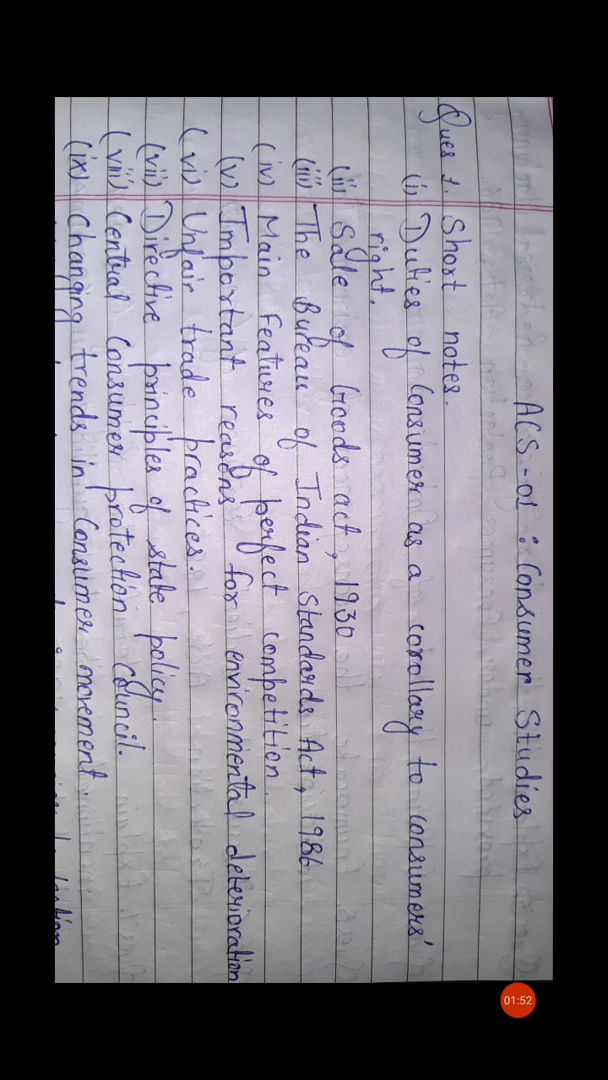 ACS-01 : Consumer Studies
Ques 1. Short notes.
(i) Duties of Consumer as a corollary to consumers'
right.
(ii) Sale of Goods act, 1930
(iii) The Bureau of Indian Standards Act, 1986
(iv) Main Features of perfect competition
(v) Important reasons for environmental deterioration
(vi) Unfair trade practices.
(vii) Directive principles of state policy.
(viii) Central Consumer protection Council.
(ix) Changing trends in Consumer movement.
01:52